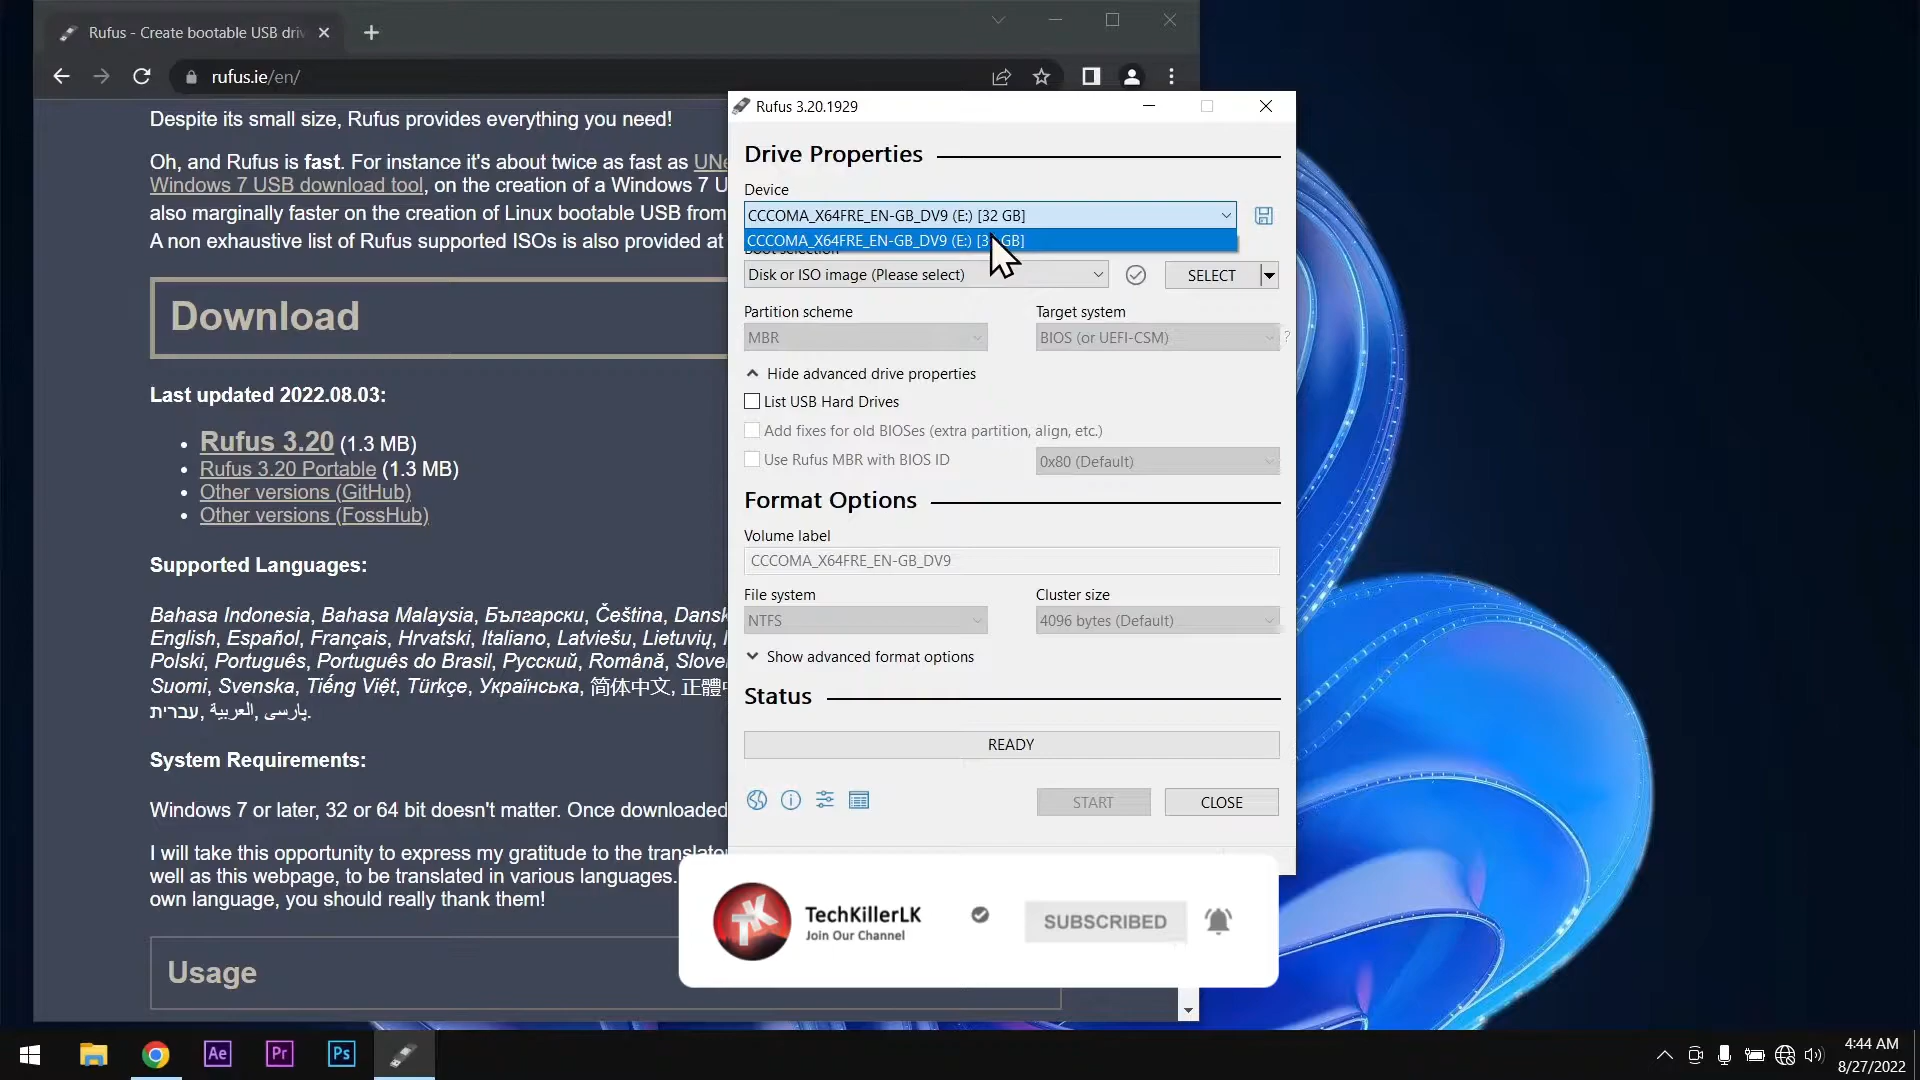 Rufus - Create bootable USB driv
rufus.ie/en/
Despite its small size, Rufus provides everything you need!
Oh, and Rufus is fast. For instance it's about twice as fast as UNe
Windows 7 USB download tool, on the creation of a Windows 7 U
also marginally faster on the creation of Linux bootable USB from
A non exhaustive list of Rufus supported ISOs is also provided at
Download
Last updated 2022.08.03:
• Rufus 3.20 (1.3 MB)
• Rufus 3.20 Portable (1.3 MB)
• Other versions (GitHub)
• Other versions (FossHub)
Supported Languages:
Bahasa Indonesia, Bahasa Malaysia, Български, Čeština, Dansk
English, Español, Français, Hrvatski, Italiano, Latviešu, Lietuvių,
Polski, Português, Português do Brasil, Русский, Română, Slove
Suomi, Svenska, Tiếng Việt, Türkçe, Українська, 简体中文, 正體
עברית, العربية, پارسی.
System Requirements:
Windows 7 or later, 32 or 64 bit doesn't matter. Once downloaded
I will take this opportunity to express my gratitude to the translato
well as this webpage, to be translated in various languages.
own language, you should really thank them!
Usage
Rufus 3.20.1929
Drive Properties
Device
CCCOMA_X64FRE_EN-GB_DV9 (E:) [32 GB]
CCCOMA_X64FRE_EN-GB_DV9 (E:) [3 GB]
Disk or ISO image (Please select)
SELECT
Partition scheme
Target system
MBR
BIOS (or UEFI-CSM)
?
Hide advanced drive properties
List USB Hard Drives
Add fixes for old BIOSes (extra partition, align, etc.)
Use Rufus MBR with BIOS ID
0x80 (Default)
Format Options
Volume label
CCCOMA_X64FRE_EN-GB_DV9
File system
Cluster size
NTFS
4096 bytes (Default)
Show advanced format options
Status
READY
START
CLOSE
TK
TechKillerLK
Join Our Channel
SUBSCRIBED
Ae
Pr
Ps
4:44 AM
8/27/2022